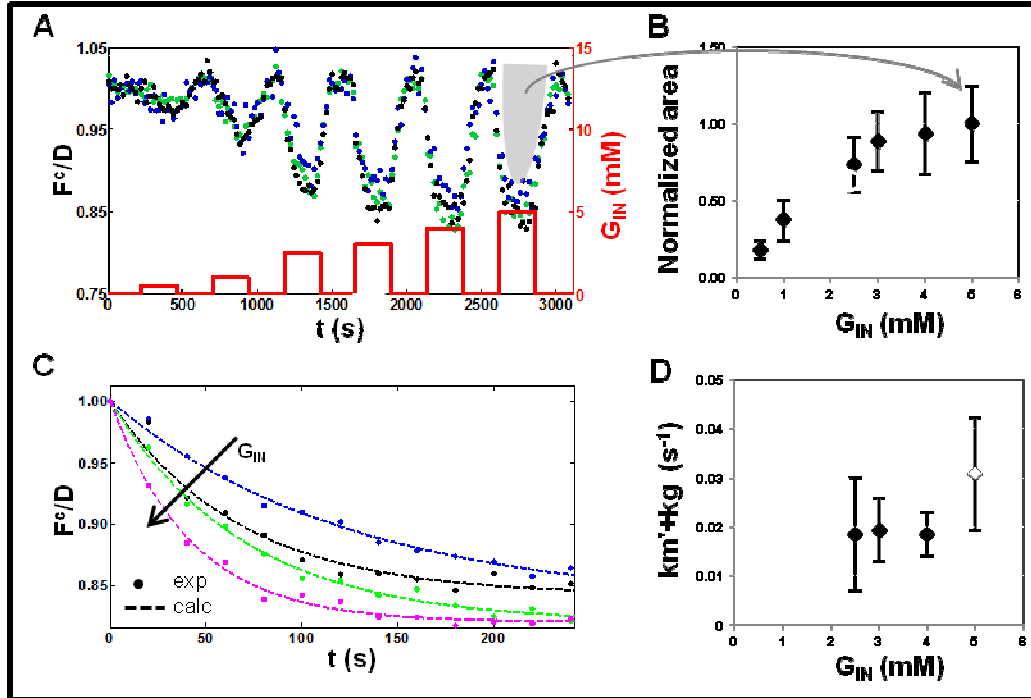 A
1.05
0.95
0.85
0.75
F^c/D
0 500 1000 1500 2000 2500 3000
t (s)
15
10
5
0
G_IN (mM)
B
1.50
1.00
0.50
0.00
Normalized area
0 1 2 3 4 5 6
G_IN (mM)
C
1.00
0.95
0.90
0.85
F^c/D
G_IN
exp
calc
0 50 100 150 200
t (s)
D
0.05
0.04
0.03
0.02
0.01
0
km'+kg (s^-1)
0 1 2 3 4 5 6
G_IN (mM)